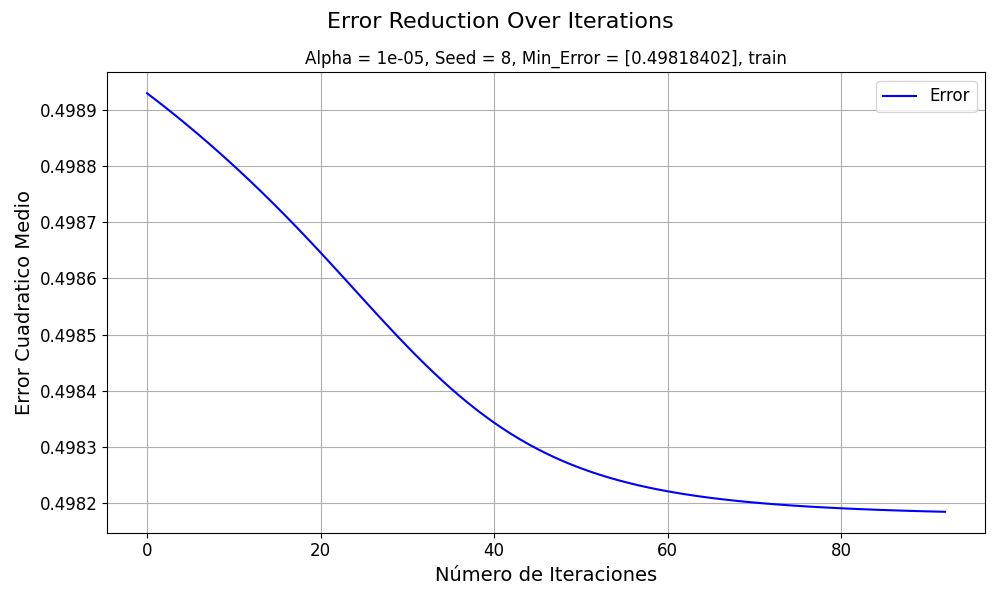 Error Reduction Over Iterations
Alpha = 1e-05, Seed = 8, Min_Error = [0.49818402], train
Error
Error Cuadratico Medio
0.4989
0.4988
0.4987
0.4986
0.4985
0.4984
0.4983
0.4982
0 20 40 60 80
Número de Iteraciones